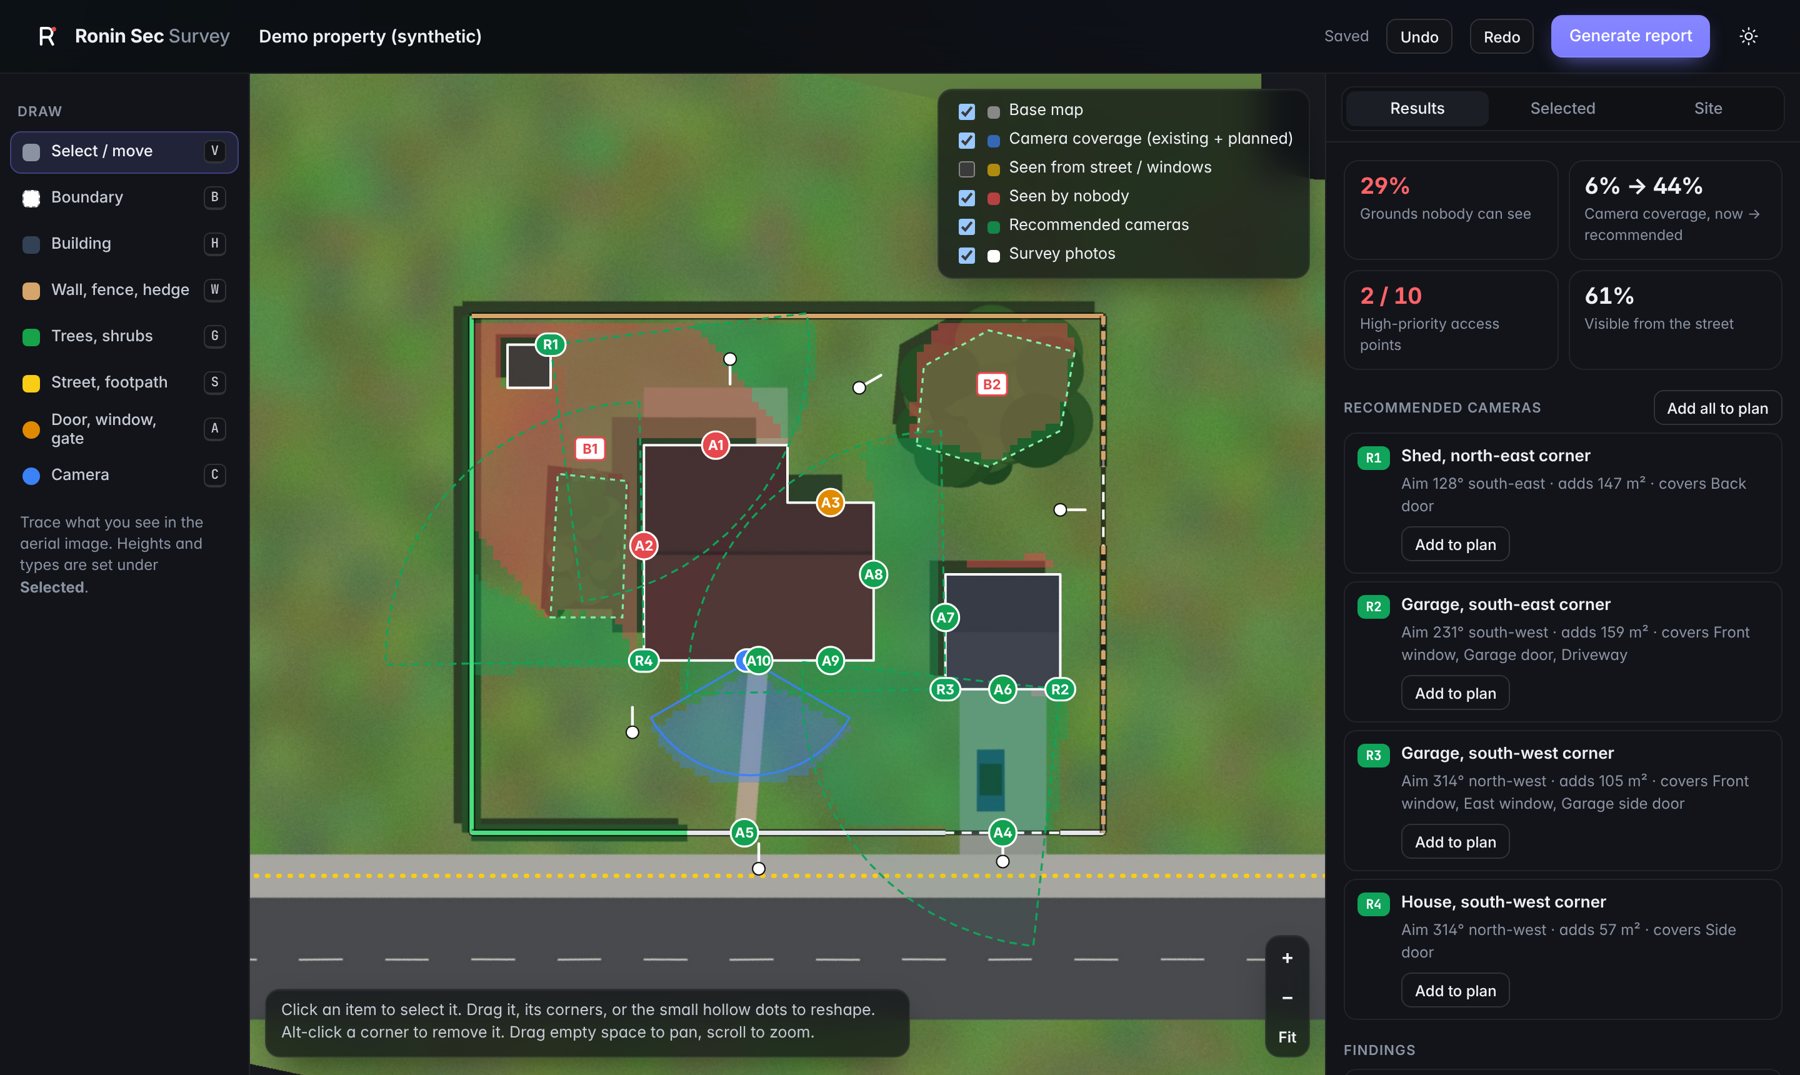 Ronin Sec Survey
Demo property (synthetic)
Saved
Undo
Redo
Generate report
DRAW
Select / move V
Boundary B
Building H
Wall, fence, hedge W
Trees, shrubs G
Street, footpath S
Door, window,
gate A
Camera C
Trace what you see in the
aerial image. Heights and
types are set under
Selected.
Base map
Camera coverage (existing + planned)
Seen from street / windows
Seen by nobody
Recommended cameras
Survey photos
R1
B2
A1
B1
A3
A2
A8
A7
R4
A10
A9
R3
A6
R2
A5
A4
Click an item to select it. Drag it, its corners, or the small hollow dots to reshape.
Alt-click a corner to remove it. Drag empty space to pan, scroll to zoom.
+
−
Fit
Results
Selected
Site
29%
Grounds nobody can see
6% → 44%
Camera coverage, now →
recommended
2 / 10
High-priority access
points
61%
Visible from the street
RECOMMENDED CAMERAS
Add all to plan
R1 Shed, north-east corner
Aim 128° south-east · adds 147 m² · covers Back
door
Add to plan
R2 Garage, south-east corner
Aim 231° south-west · adds 159 m² · covers Front
window, Garage door, Driveway
Add to plan
R3 Garage, south-west corner
Aim 314° north-west · adds 105 m² · covers Front
window, East window, Garage side door
Add to plan
R4 House, south-west corner
Aim 314° north-west · adds 57 m² · covers Side
door
Add to plan
FINDINGS